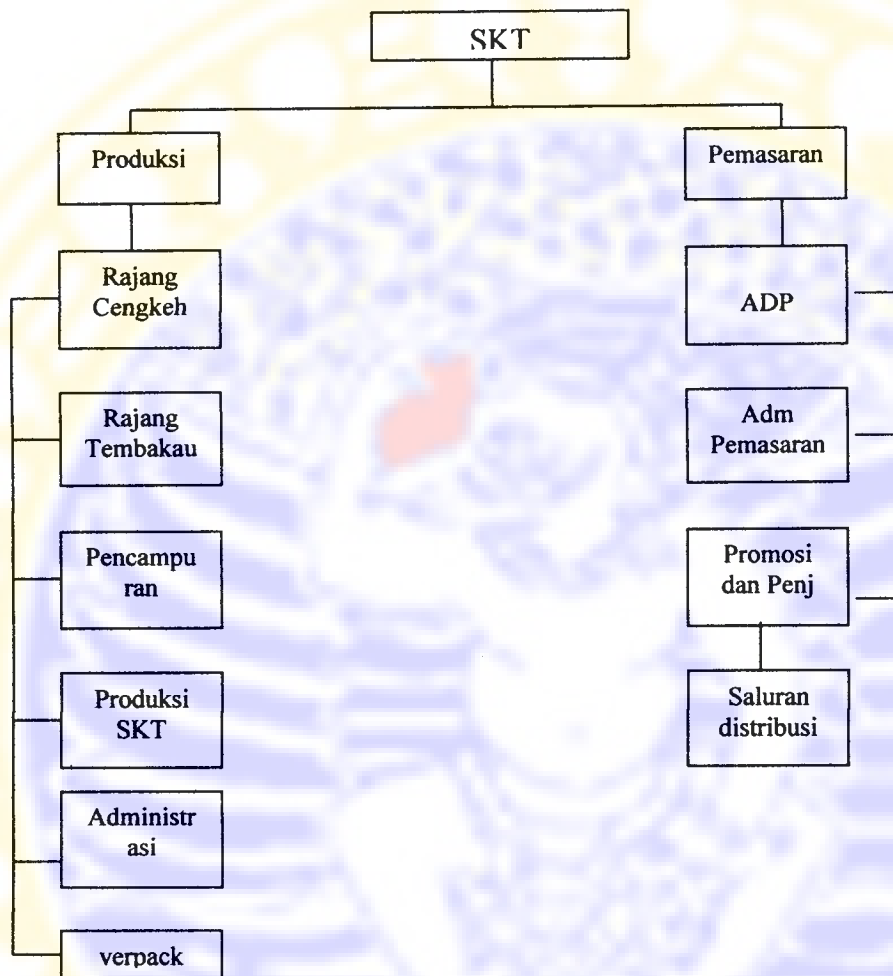 SKT
Produksi
Pemasaran
Rajang
Cengkeh
ADP
Rajang
Tembakau
Adm
Pemasaran
Pencampu
ran
Promosi
dan Penj
Produksi
SKT
Saluran
distribusi
Administr
asi
verpack